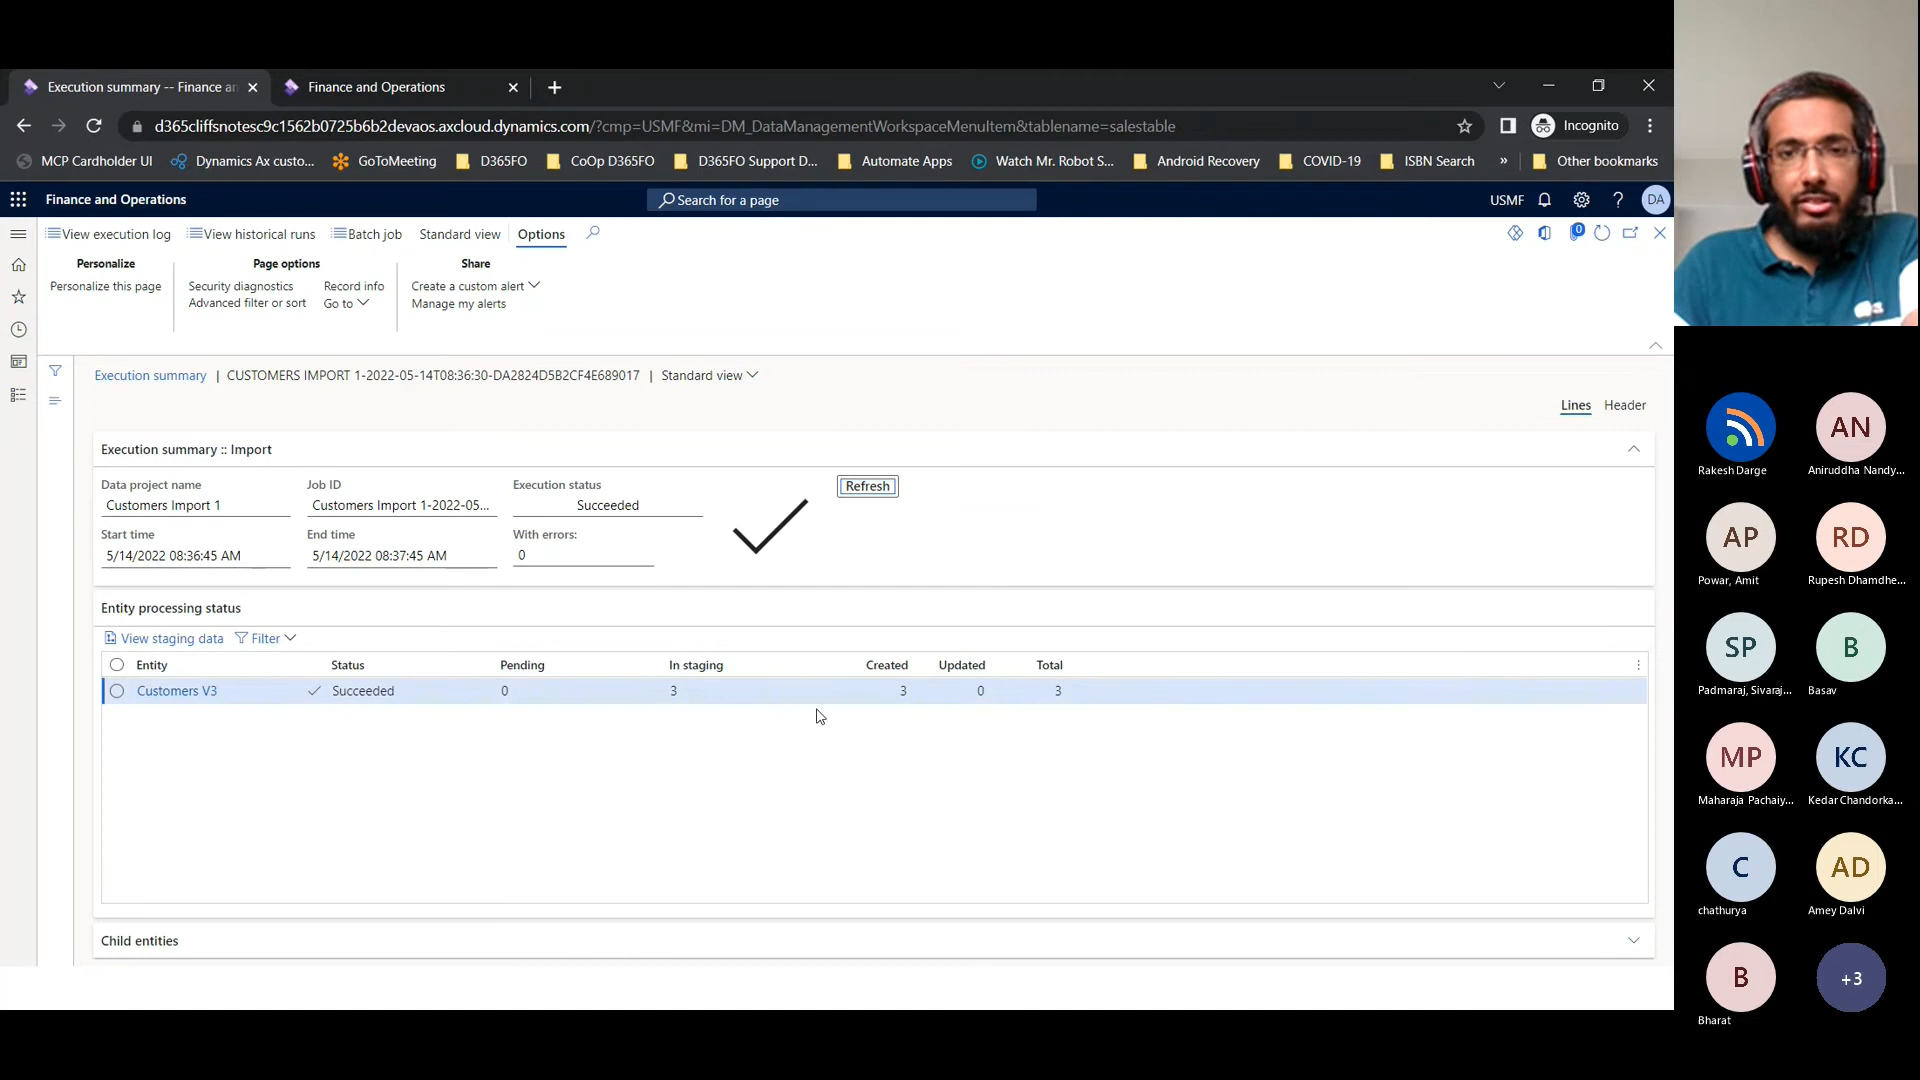 Execution summary -- Finance an
Finance and Operations
d365cliffsnotesc9c1562b0725b6b2devaos.axcloud.dynamics.com/?cmp=USMF&mi=DM_DataManagementWorkspaceMenuItem&tablename=salestable
Incognito
MCP Cardholder UI
Dynamics Ax custo...
GoToMeeting
D365FO
CoOp D365FO
D365FO Support D...
Automate Apps
Watch Mr. Robot S...
Android Recovery
COVID-19
ISBN Search
»
Other bookmarks
Finance and Operations
Search for a page
USMF
?
DA
View execution log
View historical runs
Batch job
Standard view
Options
0
Personalize
Page options
Share
Personalize this page
Security diagnostics
Record info
Create a custom alert
Advanced filter or sort
Go to
Manage my alerts
Execution summary | CUSTOMERS IMPORT 1-2022-05-14T08:36:30-DA2824D5B2CF4E689017 | Standard view
Lines
Header
Execution summary :: Import
Data project name
Job ID
Execution status
Refresh
Customers Import 1
Customers Import 1-2022-05...
Succeeded
Start time
End time
With errors:
5/14/2022 08:36:45 AM
5/14/2022 08:37:45 AM
0
Entity processing status
View staging data
Filter
Entity
Status
Pending
In staging
Created
Updated
Total
Customers V3
Succeeded
0
3
3
0
3
Child entities
Rakesh Darge
AN
Aniruddha Nandy...
AP
Powar, Amit
RD
Rupesh Dhamdhe...
SP
Padmaraj, Sivaraj...
B
Basav
MP
Maharaja Pachaiy...
KC
Kedar Chandorka...
C
chathurya
AD
Amey Dalvi
B
Bharat
+3